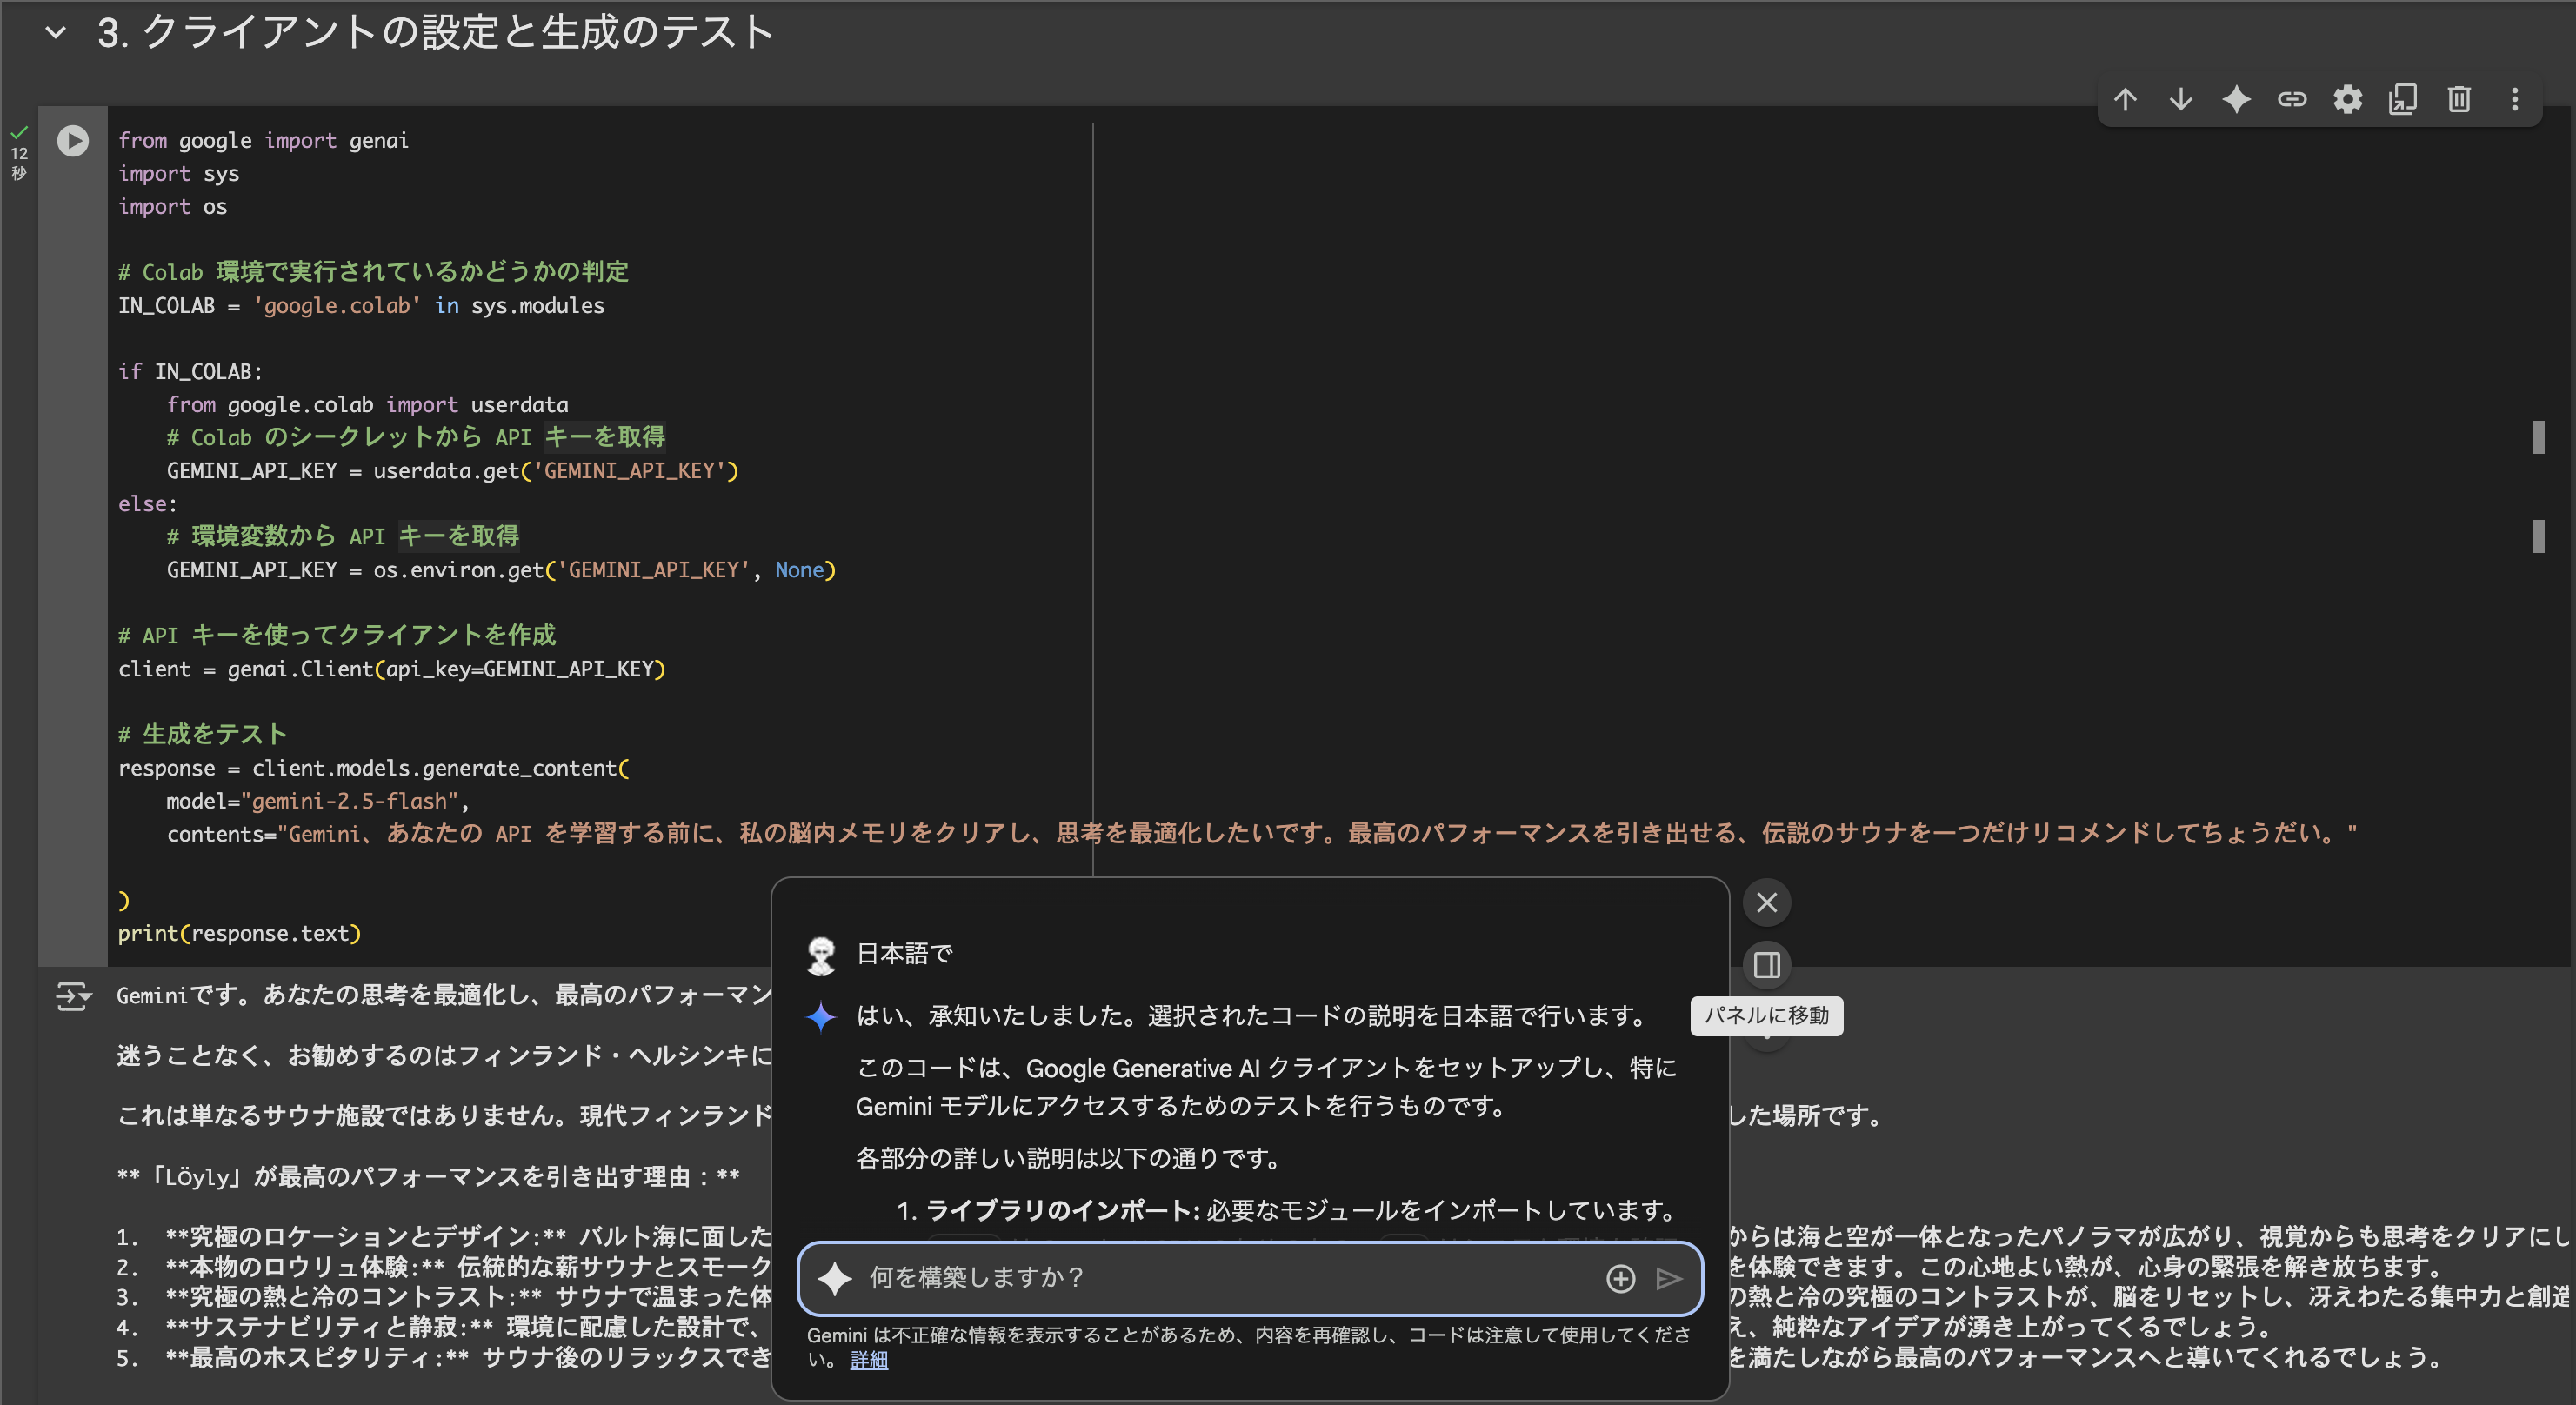 3. クライアントの設定と生成のテスト
12
秒
from google import genai
import sys
import os
# Colab 環境で実行されているかどうかの判定
IN_COLAB = 'google.colab' in sys.modules
if IN_COLAB:
from google.colab import userdata
# Colab のシークレットから API キーを取得
GEMINI_API_KEY = userdata.get('GEMINI_API_KEY')
else:
# 環境変数から API キーを取得
GEMINI_API_KEY = os.environ.get('GEMINI_API_KEY', None)
# API キーを使ってクライアントを作成
client = genai.Client(api_key=GEMINI_API_KEY)
# 生成をテスト
response = client.models.generate_content(
model="gemini-2.5-flash",
contents="Gemini、あなたの API を学習する前に、私の脳内メモリをクリアし、思考を最適化したいです。最高のパフォーマンスを引き出せる、伝説のサウナを一つだけリコメンドしてちょうだい。"
)
print(response.text)
Geminiです。あなたの思考を最適化し、最高のパフォーマン
迷うことなく、お勧めするのはフィンランド・ヘルシンキに
これは単なるサウナ施設ではありません。現代フィンランド
した場所です。
**「Löyly」が最高のパフォーマンスを引き出す理由：**
1. **究極のロケーションとデザイン:** バルト海に面した
からは海と空が一体となったパノラマが広がり、視覚からも思考をクリアにし
2. **本物のロウリュ体験:** 伝統的な薪サウナとスモーク
を体験できます。この心地よい熱が、心身の緊張を解き放ちます。
3. **究極の熱と冷のコントラスト:** サウナで温まった体
の熱と冷の究極のコントラストが、脳をリセットし、冴えわたる集中力と創造
4. **サステナビリティと静寂:** 環境に配慮した設計で、
え、純粋なアイデアが湧き上がってくるでしょう。
5. **最高のホスピタリティ:** サウナ後のリラックスでき
を満たしながら最高のパフォーマンスへと導いてくれるでしょう。
日本語で
はい、承知いたしました。選択されたコードの説明を日本語で行います。
このコードは、Google Generative AI クライアントをセットアップし、特に
Gemini モデルにアクセスするためのテストを行うものです。
各部分の詳しい説明は以下の通りです。
1. ライブラリのインポート: 必要なモジュールをインポートしています。
何を構築しますか？
Gemini は不正確な情報を表示することがあるため、内容を再確認し、コードは注意して使用してくださ
い。 詳細
パネルに移動